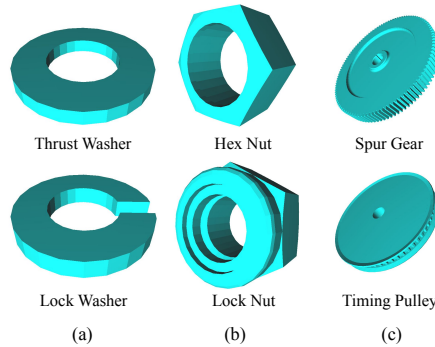 Thrust Washer Hex Nut Spur Gear
Lock Washer Lock Nut Timing Pulley
(a) (b) (c)